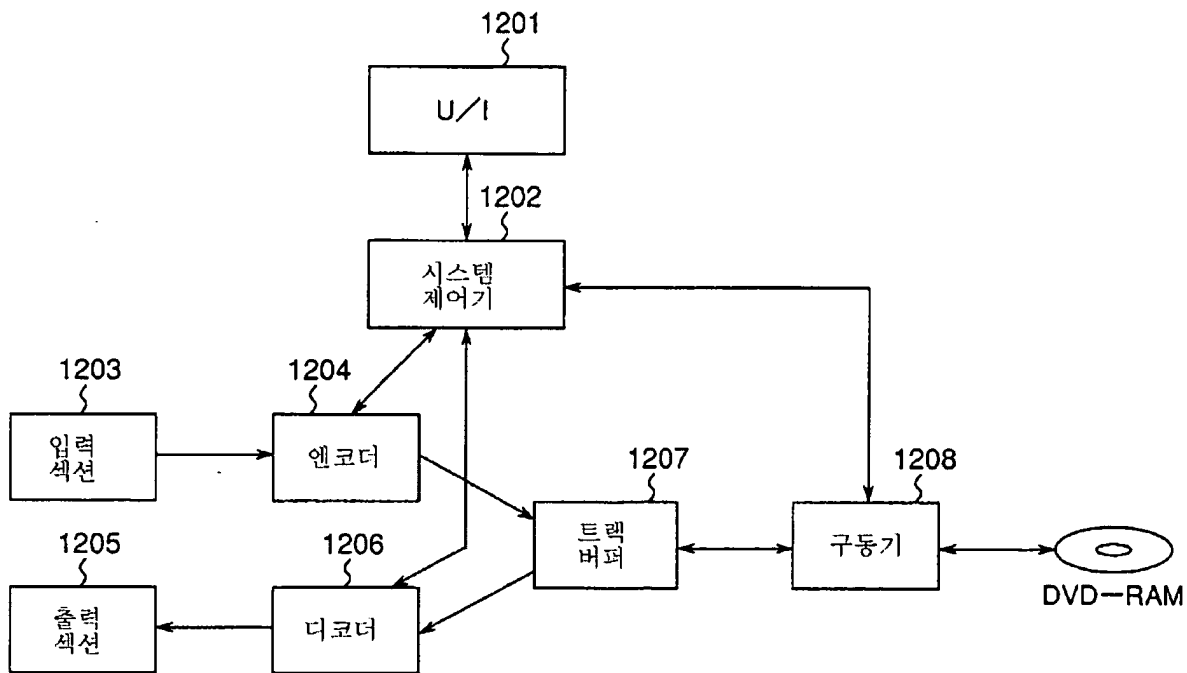 1201
U/I
1202
시스템
제어기
1203
입력
섹션
1204
엔코더
1205
출력
섹션
1206
디코더
1207
트랙
버퍼
1208
구동기
DVD-RAM